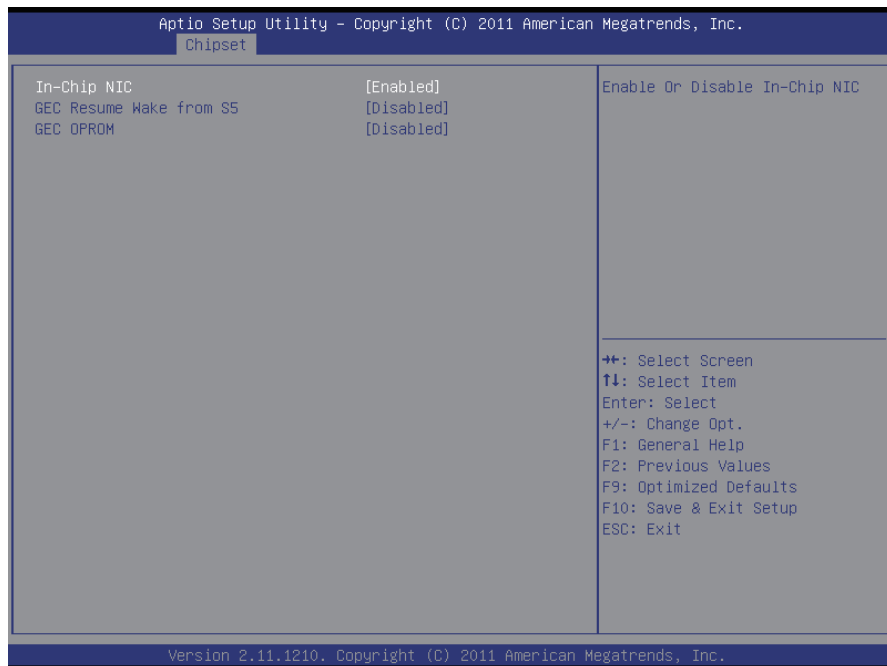 Aptio Setup Utility – Copyright (C) 2011 American Megatrends, Inc.
Chipset
In-Chip NIC [Enabled]
GEC Resume Wake from S5 [Disabled]
GEC OPROM [Disabled]
Enable Or Disable In-Chip NIC
→←: Select Screen
↑↓: Select Item
Enter: Select
+/-: Change Opt.
F1: General Help
F2: Previous Values
F9: Optimized Defaults
F10: Save & Exit Setup
ESC: Exit
Version 2.11.1210. Copyright (C) 2011 American Megatrends, Inc.